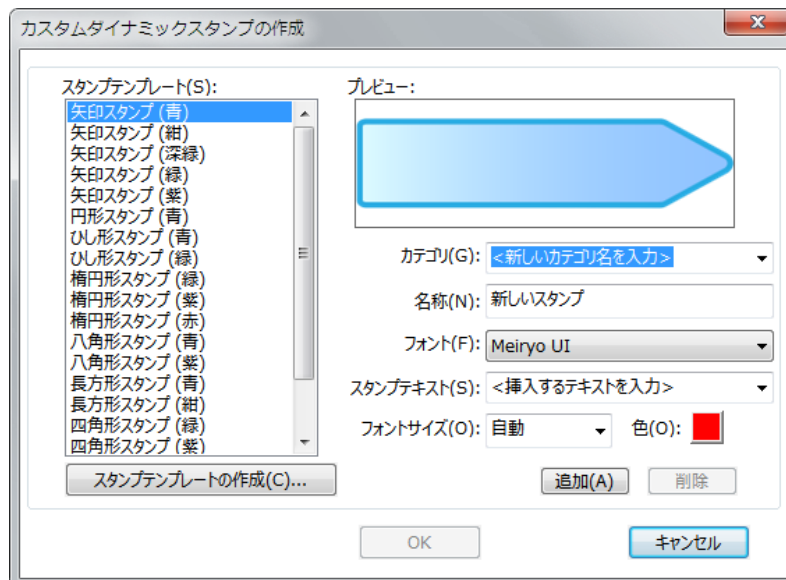 カスタムダイナミックスタンプの作成
スタンプテンプレート(S):
矢印スタンプ (青)
矢印スタンプ (紺)
矢印スタンプ (深緑)
矢印スタンプ (緑)
矢印スタンプ (紫)
円形スタンプ (青)
ひし形スタンプ (青)
ひし形スタンプ (緑)
楕円形スタンプ (緑)
楕円形スタンプ (紫)
楕円形スタンプ (赤)
八角形スタンプ (青)
八角形スタンプ (紫)
長方形スタンプ (青)
長方形スタンプ (紺)
四角形スタンプ (緑)
四角形スタンプ (紫)
スタンプテンプレートの作成(C)...
プレビュー:
カテゴリ(G): <新しいカテゴリ名を入力>
名称(N): 新しいスタンプ
フォント(F): Meiryo UI
スタンプテキスト(S): <挿入するテキストを入力>
フォントサイズ(O): 自動 色(O):
追加(A) 削除
OK キャンセル